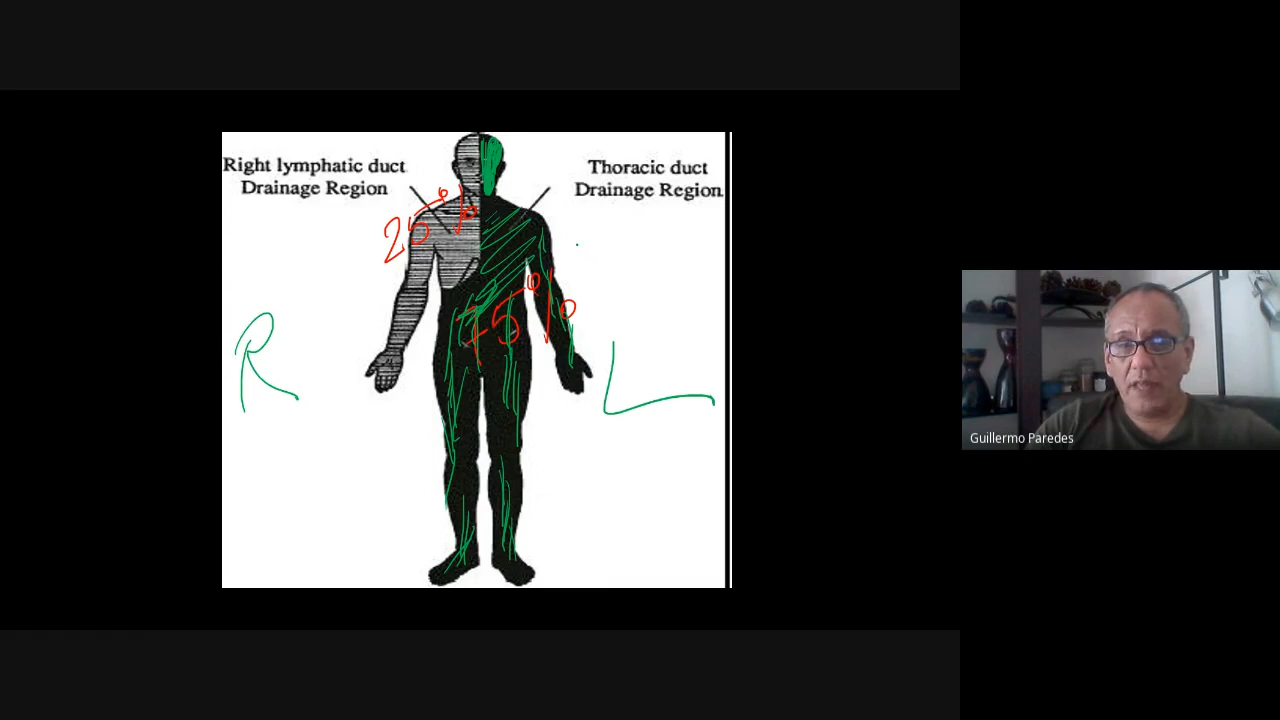 Right lymphatic duct
Drainage Region
Thoracic duct
Drainage Region
25%
75%
R
L
Guillermo Paredes